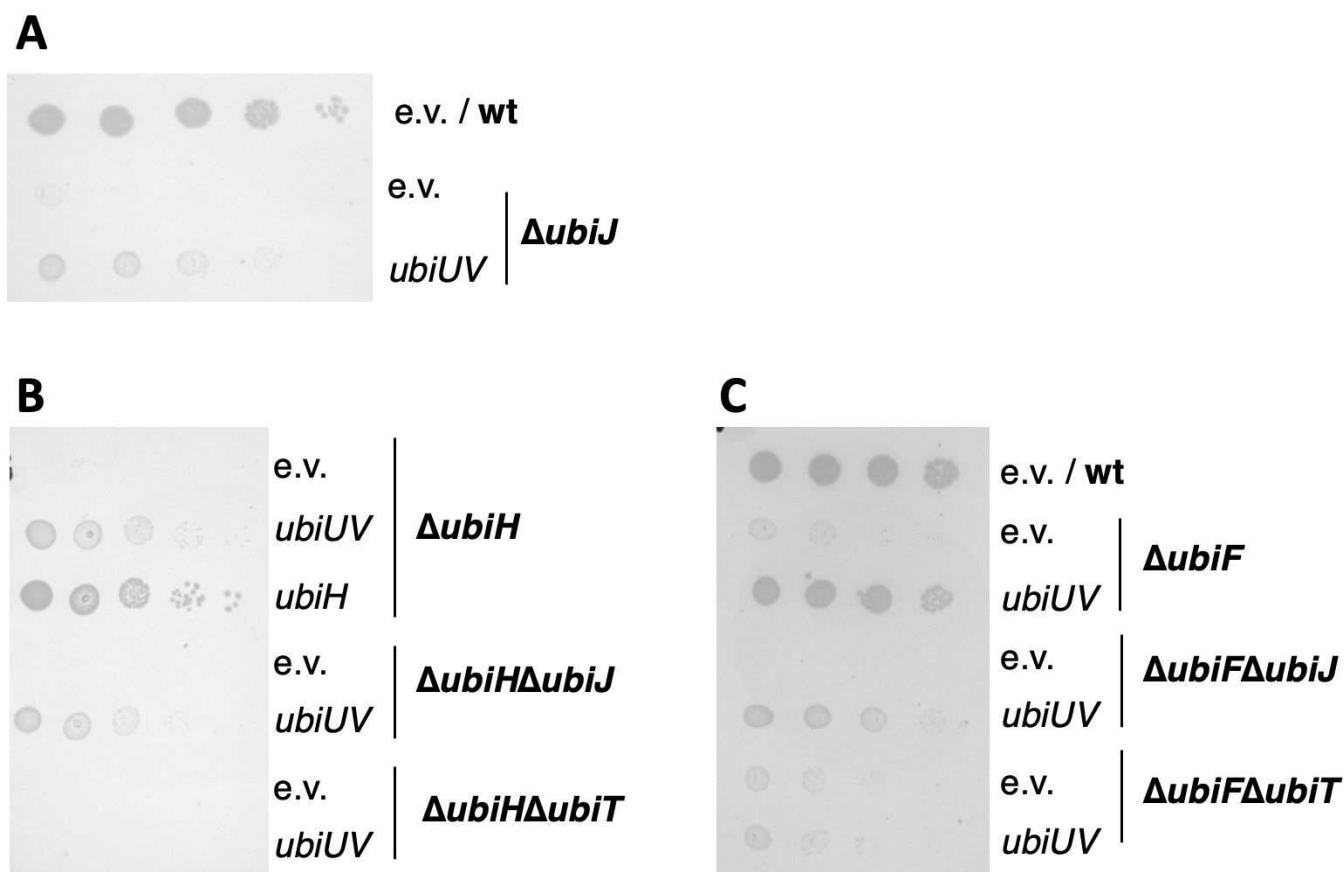 A
e.v. / wt
e.v.
ubiUV
ΔubiJ
B
e.v.
ubiUV
ubiH
ΔubiH
e.v.
ubiUV
ΔubiHΔubiJ
e.v.
ubiUV
ΔubiHΔubiT
C
e.v. / wt
e.v.
ubiUV
ΔubiF
e.v.
ubiUV
ΔubiFΔubiJ
e.v.
ubiUV
ΔubiFΔubiT